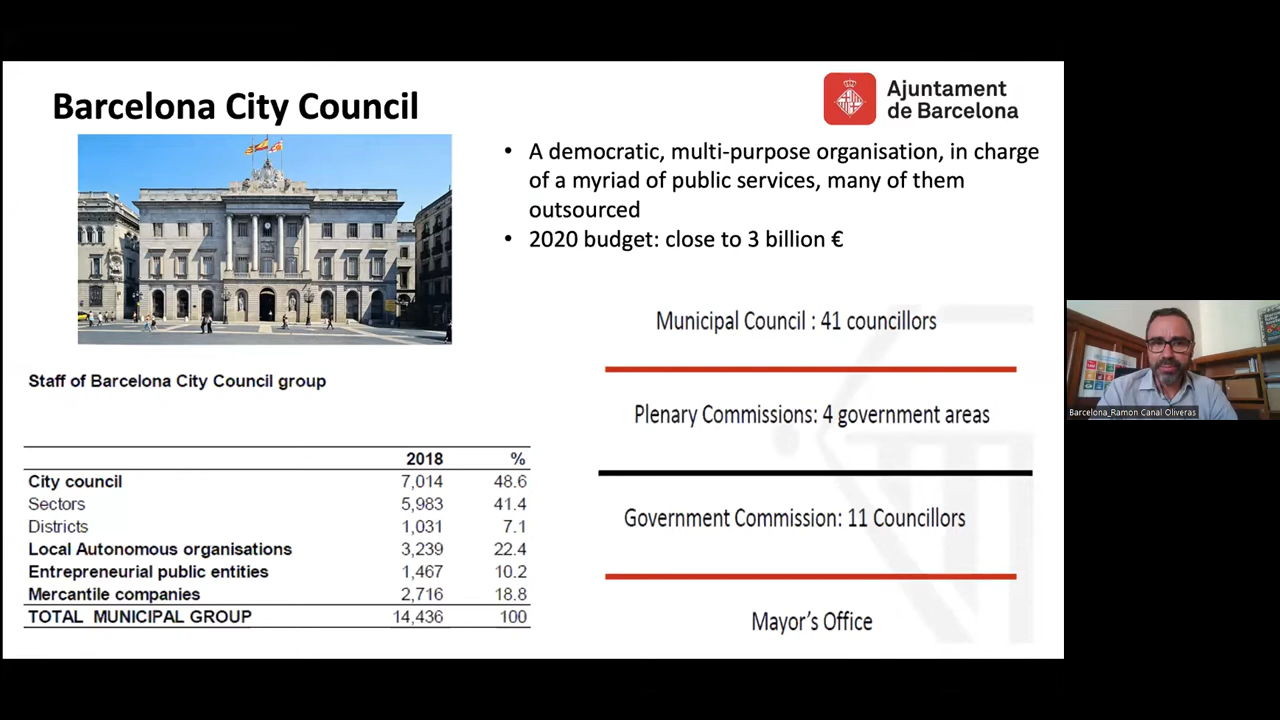 Barcelona City Council
Ajuntament
de Barcelona
• A democratic, multi-purpose organisation, in charge
of a myriad of public services, many of them
outsourced
• 2020 budget: close to 3 billion €
Municipal Council : 41 councillors
Plenary Commissions: 4 government areas
Government Commission: 11 Councillors
Mayor's Office
Staff of Barcelona City Council group
2018 %
City council 7,014 48.6
Sectors 5,983 41.4
Districts 1,031 7.1
Local Autonomous organisations 3,239 22.4
Entrepreneurial public entities 1,467 10.2
Mercantile companies 2,716 18.8
TOTAL MUNICIPAL GROUP 14,436 100
Barcelona_Ramon Canal Oliveras